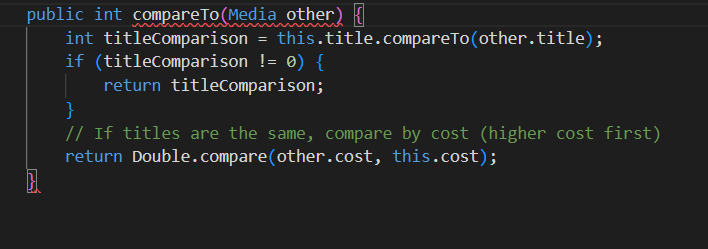 public int compareTo(Media other) {
    int titleComparison = this.title.compareTo(other.title);
    if (titleComparison != 0) {
        return titleComparison;
    }
    // If titles are the same, compare by cost (higher cost first)
    return Double.compare(other.cost, this.cost);
}